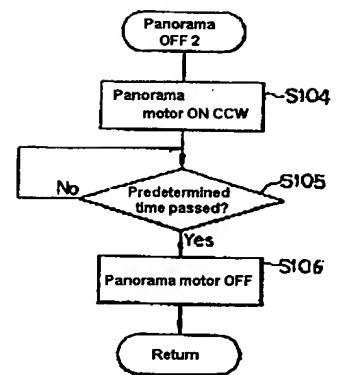 Panorama
OFF 2
Panorama
motor ON CCW
S104
No
Predetermined
time passed?
S105
Yes
Panorama motor OFF
S106
Return